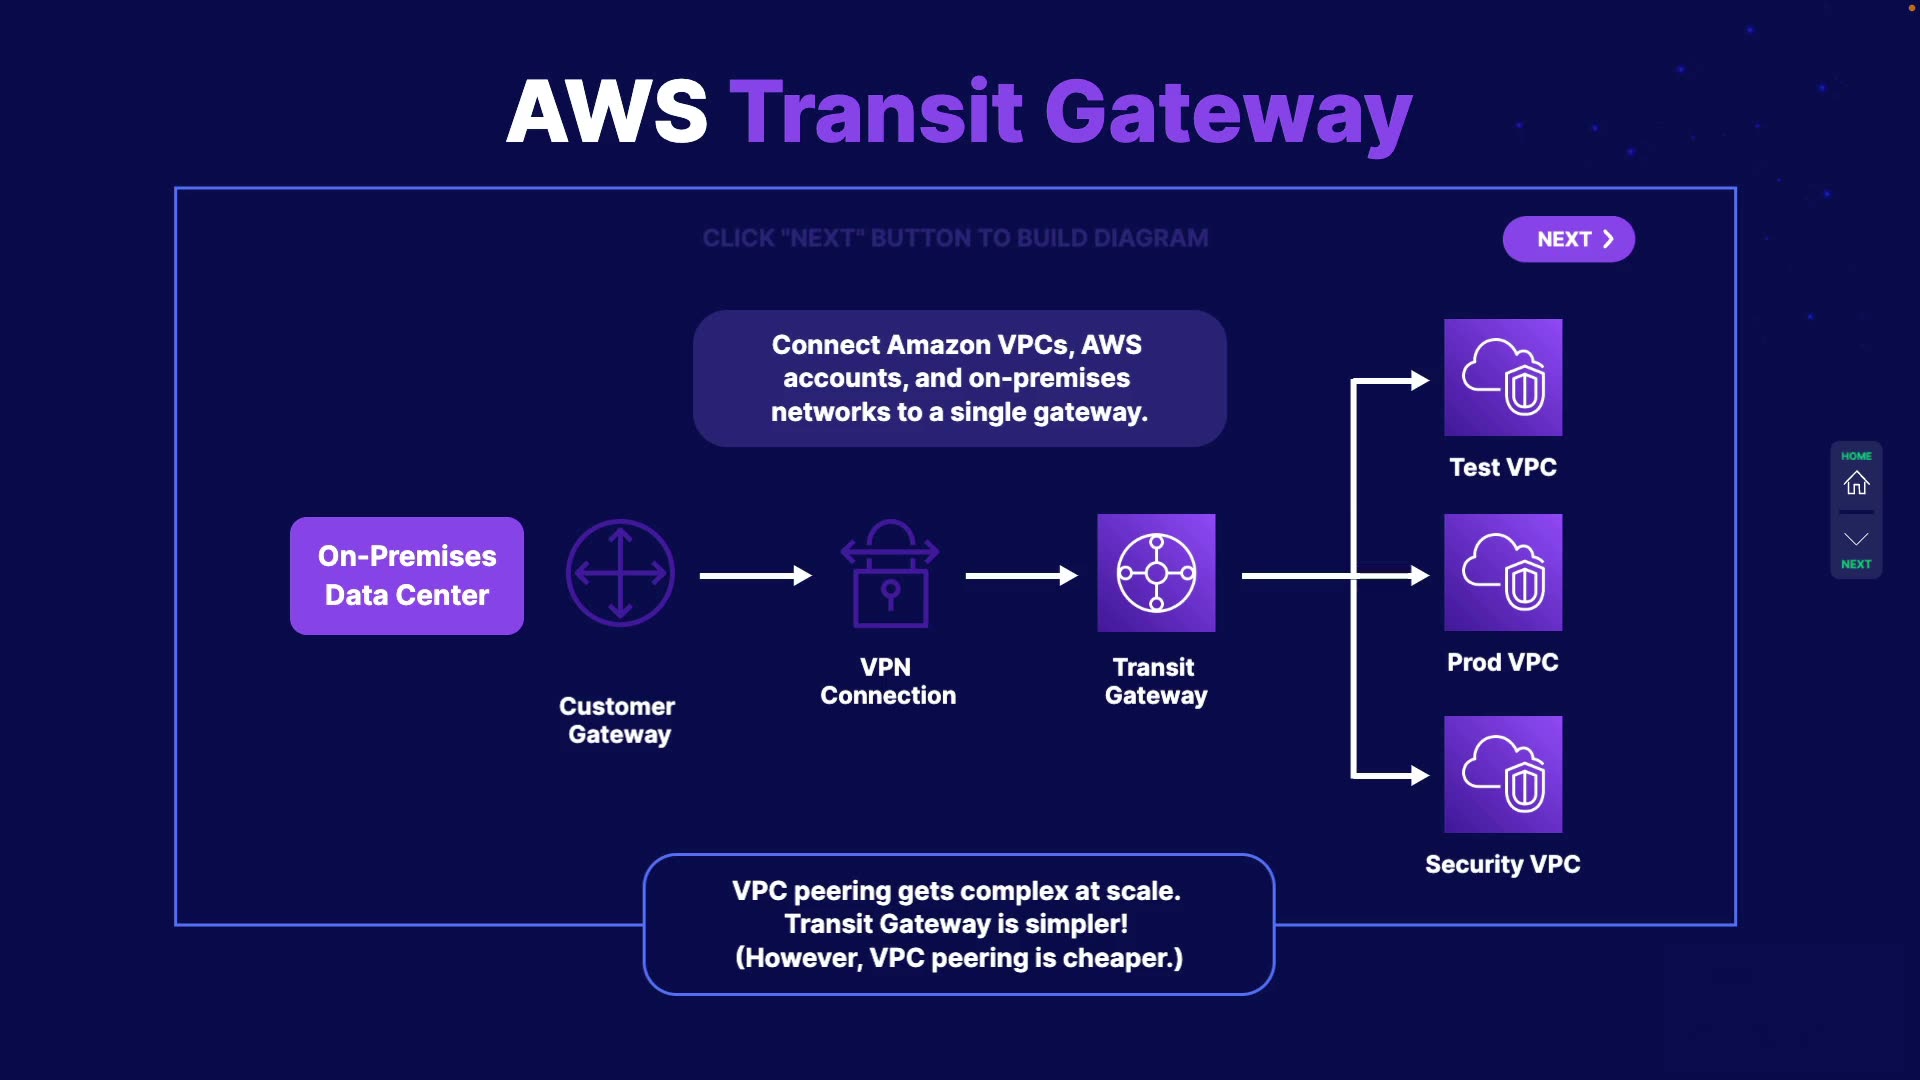 AWS Transit Gateway
CLICK "NEXT" BUTTON TO BUILD DIAGRAM
NEXT
Connect Amazon VPCs, AWS
accounts, and on-premises
networks to a single gateway.
Test VPC
HOME
NEXT
On-Premises
Data Center
Customer
Gateway
VPN
Connection
Transit
Gateway
Prod VPC
Security VPC
VPC peering gets complex at scale.
Transit Gateway is simpler!
(However, VPC peering is cheaper.)